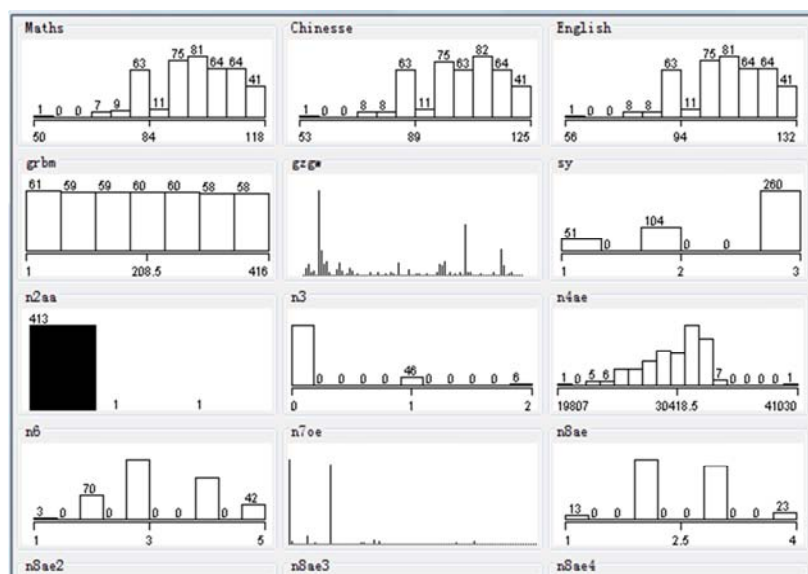 Maths Chinesse English
1 0 0 7 9 63 11 75 81 64 64 41
50 84 118
1 0 0 8 8 63 11 75 63 82 64 41
53 89 125
1 0 0 8 8 63 11 75 81 64 64 41
56 94 132
grbm gzgw sy
61 59 59 60 60 58 58
1 208.5 416
51 0 104 0 0 260
1 2 3
n2aa n3 n4ae
413 1 1
0 0 0 0 46 0 0 0 0 6
0 1 2
1 0 5 6 7 0 0 0 0 1
19807 30418.5 41030
n6 n7oe n8ae
3 0 70 0 0 0 0 42
1 3 5
13 0 0 0 0 0 0 23
1 2.5 4
n8ae2 n8ae3 n8ae4